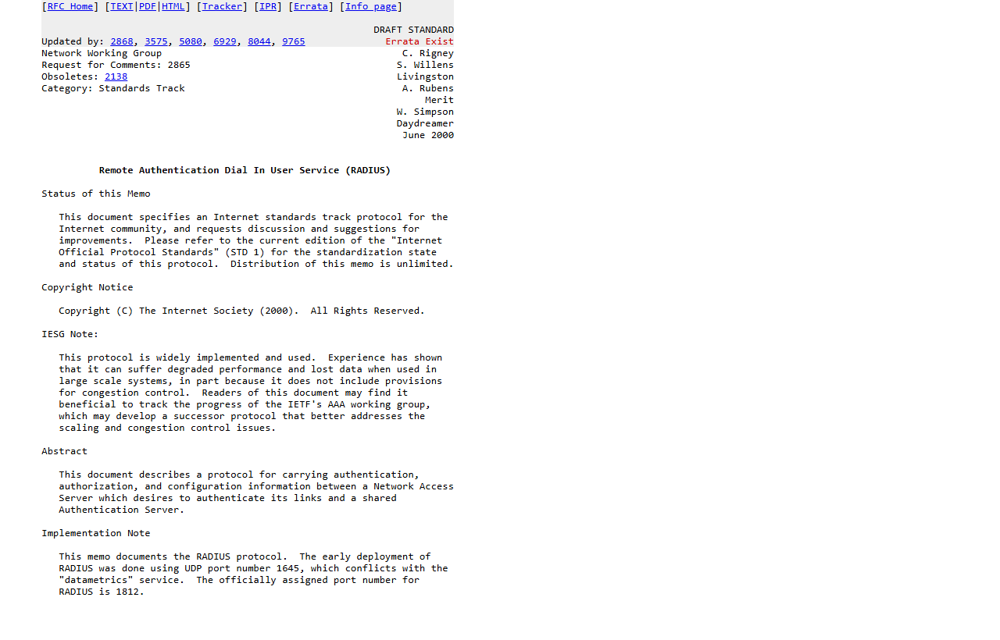 [RFC Home] [TEXT|PDF|HTML] [Tracker] [IPR] [Errata] [Info page]
DRAFT STANDARD
Updated by: 2868, 3575, 5080, 6929, 8044, 9765 Errata Exist
Network Working Group C. Rigney
Request for Comments: 2865 S. Willens
Obsoletes: 2138 Livingston
Category: Standards Track A. Rubens
Merit
W. Simpson
Daydreamer
June 2000
Remote Authentication Dial In User Service (RADIUS)
Status of this Memo
This document specifies an Internet standards track protocol for the
Internet community, and requests discussion and suggestions for
improvements.  Please refer to the current edition of the "Internet
Official Protocol Standards" (STD 1) for the standardization state
and status of this protocol.  Distribution of this memo is unlimited.
Copyright Notice
Copyright (C) The Internet Society (2000).  All Rights Reserved.
IESG Note:
This protocol is widely implemented and used.  Experience has shown
that it can suffer degraded performance and lost data when used in
large scale systems, in part because it does not include provisions
for congestion control.  Readers of this document may find it
beneficial to track the progress of the IETF's AAA working group,
which may develop a successor protocol that better addresses the
scaling and congestion control issues.
Abstract
This document describes a protocol for carrying authentication,
authorization, and configuration information between a Network Access
Server which desires to authenticate its links and a shared
Authentication Server.
Implementation Note
This memo documents the RADIUS protocol.  The early deployment of
RADIUS was done using UDP port number 1645, which conflicts with the
"datametrics" service.  The officially assigned port number for
RADIUS is 1812.